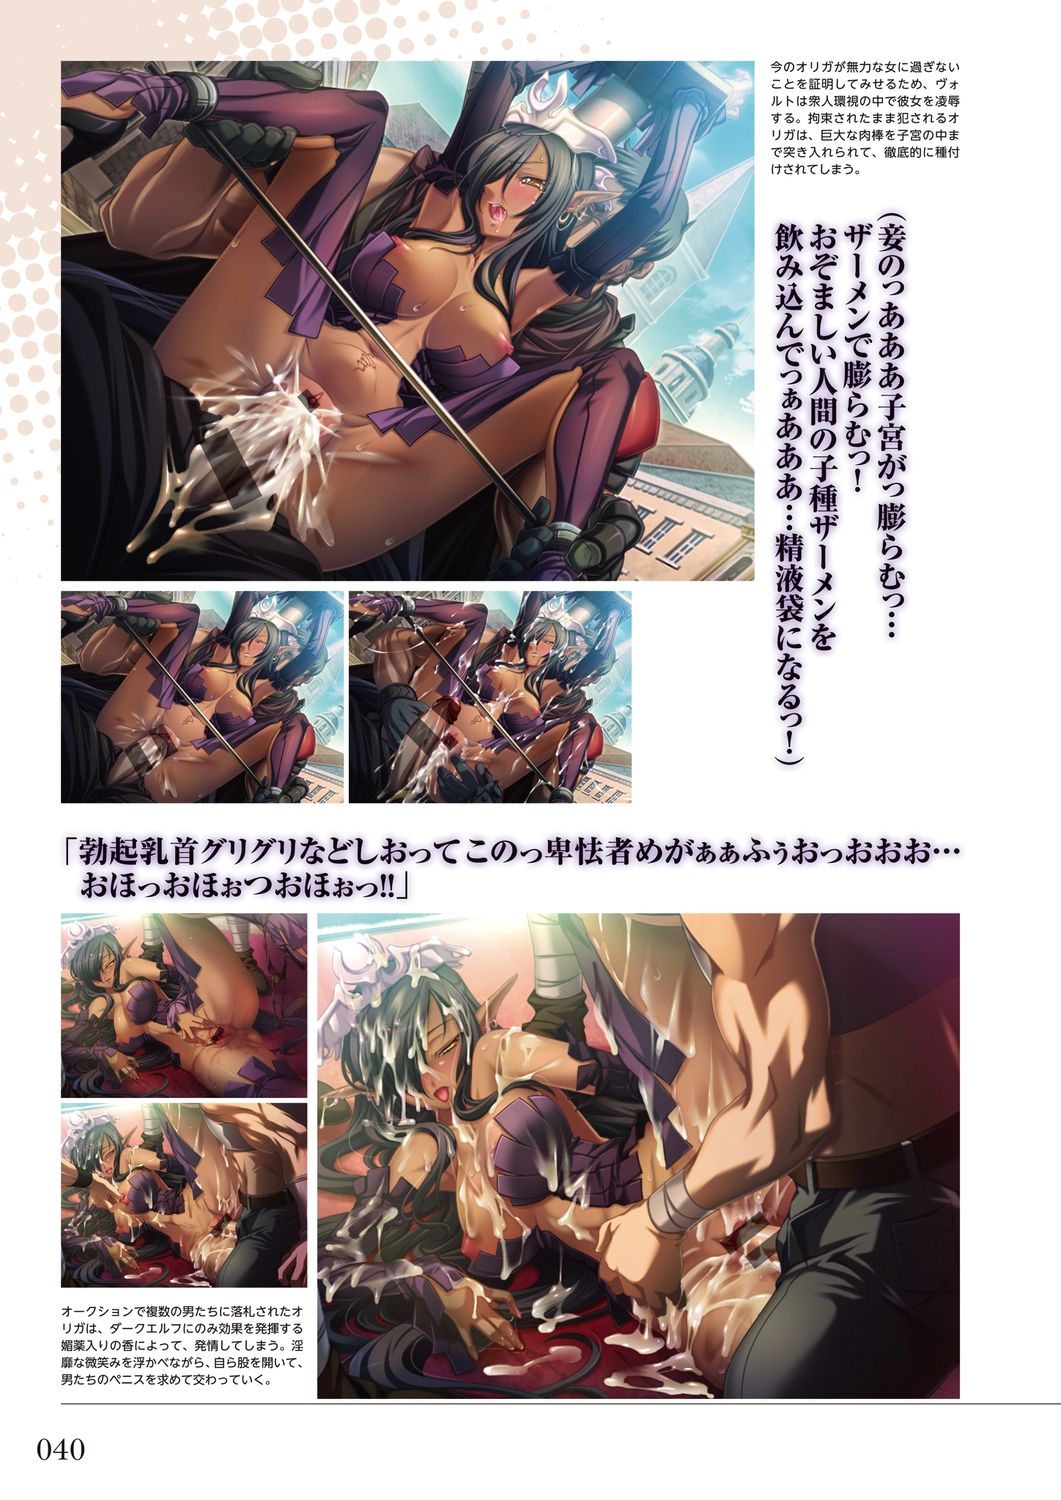 今のオリガが無力な女に過ぎない
ことを証明してみせるため、ヴォ
ルトは衆人環視の中で彼女を凌辱
する。拘束されたまま犯されるオ
リガは、巨大な肉棒を子宮の中ま
で突き入れられて、徹底的に種付
けされてしまう。
(妾のっあああ子宮がっ膨らむっ…
ザーメンで膨らむっ!
おぞましい人間の子種ザーメンを
飲み込んでっぁあああ…精液袋になるっ!)
「勃起乳首グリグリなどしおってこのっ卑怯者めがぁぁふぅおっおおお…
おほっおほぉつおほぉっ!!」
オークションで複数の男たちに落札されたオ
リガは、ダークエルフにのみ効果を発揮する
媚薬入りの香によって、発情してしまう。淫
靡な微笑みを浮かべながら、自ら股を開いて、
男たちのペニスを求めて交わっていく。
040